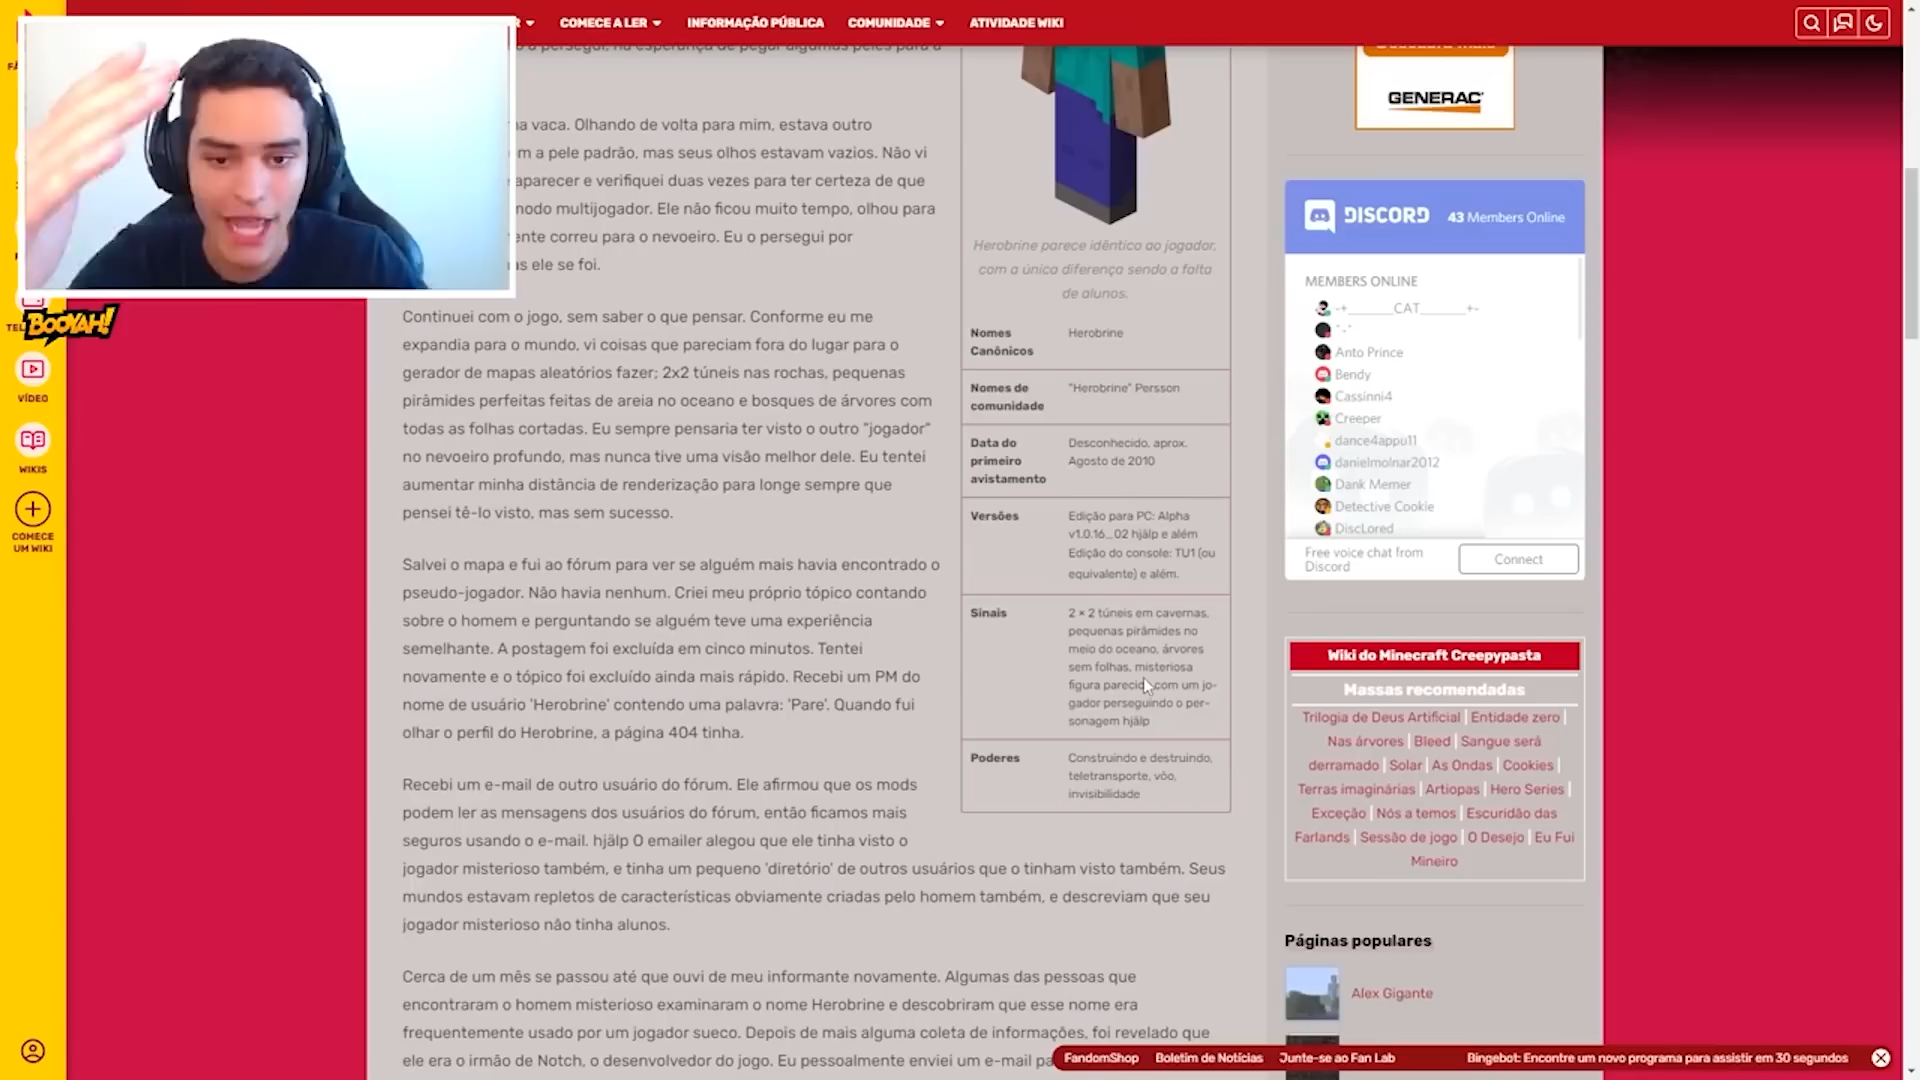 COMECE A LER
INFORMAÇÃO PÚBLICA
COMUNIDADE
ATIVIDADE WIKI
BOOYAH!
VÍDEO
WIKIS
COMECE
UM WIKI
a vaca. Olhando de volta para mim, estava outro
m a pele padrão, mas seus olhos estavam vazios. Não vi
aparecer e verifiquei duas vezes para ter certeza de que
modo multijogador. Ele não ficou muito tempo, olhou para
ente correu para o nevoeiro. Eu o persegui por
as ele se foi.
Continuei com o jogo, sem saber o que pensar. Conforme eu me
expandia para o mundo, vi coisas que pareciam fora do lugar para o
gerador de mapas aleatórios fazer; 2x2 túneis nas rochas, pequenas
pirâmides perfeitas feitas de areia no oceano e bosques de árvores com
todas as folhas cortadas. Eu sempre pensaria ter visto o outro "jogador"
no nevoeiro profundo, mas nunca tive uma visão melhor dele. Eu tentei
aumentar minha distância de renderização para longe sempre que
pensei tê-lo visto, mas sem sucesso.
Salvei o mapa e fui ao fórum para ver se alguém mais havia encontrado o
pseudo-jogador. Não havia nenhum. Criei meu próprio tópico contando
sobre o homem e perguntando se alguém teve uma experiência
semelhante. A postagem foi excluída em cinco minutos. Tentei
novamente e o tópico foi excluído ainda mais rápido. Recebi um PM do
nome de usuário 'Herobrine' contendo uma palavra: 'Pare'. Quando fui
olhar o perfil do Herobrine, a página 404 tinha.
Recebi um e-mail de outro usuário do fórum. Ele afirmou que os mods
podem ler as mensagens dos usuários do fórum, então ficamos mais
seguros usando o e-mail. hjälp O emailer alegou que ele tinha visto o
jogador misterioso também, e tinha um pequeno 'diretório' de outros usuários que o tinham visto também. Seus
mundos estavam repletos de características obviamente criadas pelo homem também, e descreviam que seu
jogador misterioso não tinha alunos.
Cerca de um mês se passou até que ouvi de meu informante novamente. Algumas das pessoas que
encontraram o homem misterioso examinaram o nome Herobrine e descobriram que esse nome era
frequentemente usado por um jogador sueco. Depois de mais alguma coleta de informações, foi revelado que
ele era o irmão de Notch, o desenvolvedor do jogo. Eu pessoalmente enviei um e-mail pa
Herobrine parece idêntico ao jogador,
com a única diferença sendo a falta
de alunos.
Nomes Canônicos
Herobrine
Nomes de comunidade
"Herobrine" Persson
Data do primeiro avistamento
Desconhecido, aprox.
Agosto de 2010
Versões
Edição para PC: Alpha
v1.0.16_02 hjälp e além
Edição do console: TU1 (ou
equivalente) e além.
Sinais
2 × 2 túneis em cavernas,
pequenas pirâmides no
meio do oceano, árvores
sem folhas, misteriosa
figura parecida com um jo-
gador perseguindo o per-
sonagem hjälp
Poderes
Construindo e destruindo,
teletransporte, vôo,
invisibilidade
GENERAC
DISCORD
43 Members Online
MEMBERS ONLINE
-+_______CAT_______+-
Anto Prince
Bendy
Cassinni4
Creeper
dance4appu11
danielmolnar2012
Dank Memer
Detective Cookie
DiscLored
Free voice chat from
Discord
Connect
Wiki do Minecraft Creepypasta
Massas recomendadas
Trilogia de Deus Artificial | Entidade zero |
Nas árvores | Bleed | Sangue será
derramado | Solar | As Ondas | Cookies |
Terras imaginárias | Artiopas | Hero Series |
Exceção | Nós a temos | Escuridão das
Farlands | Sessão de jogo | O Desejo | Eu Fui
Mineiro
Páginas populares
Alex Gigante
FandomShop
Boletim de Notícias
Junte-se ao Fan Lab
Bingebot: Encontre um novo programa para assistir em 30 segundos